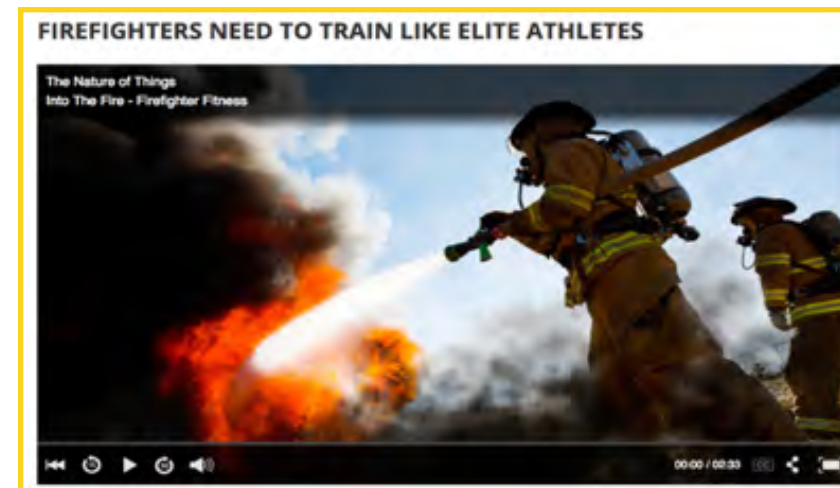 FIREFIGHTERS NEED TO TRAIN LIKE ELITE ATHLETES
The Nature of Things
Into The Fire - Firefighter Fitness
00:00 / 02:33